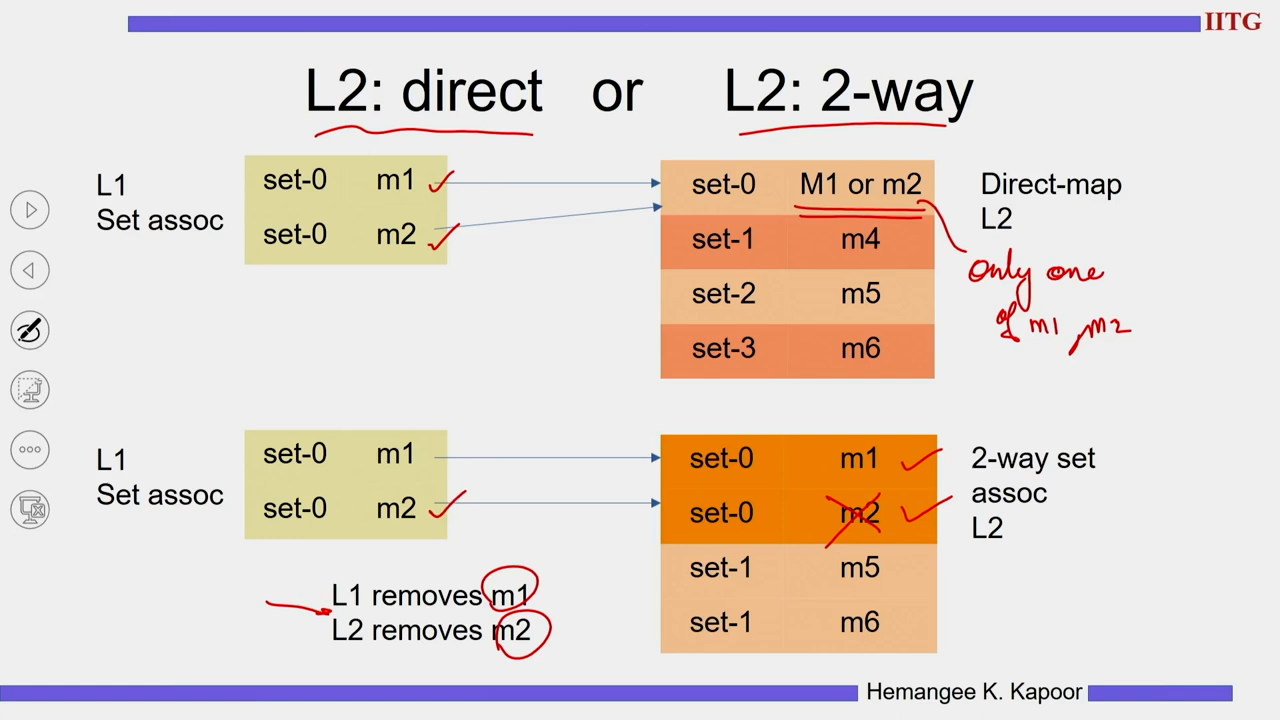 IITG
L2: direct or L2: 2-way
L1
Set assoc
set-0 m1
set-0 m2
set-0 M1 or m2
set-1 m4
set-2 m5
set-3 m6
Direct-map
L2
Only one
of m1, m2
L1
Set assoc
set-0 m1
set-0 m2
set-0 m1
set-0 m2
set-1 m5
set-1 m6
2-way set
assoc
L2
L1 removes m1
L2 removes m2
Hemangee K. Kapoor